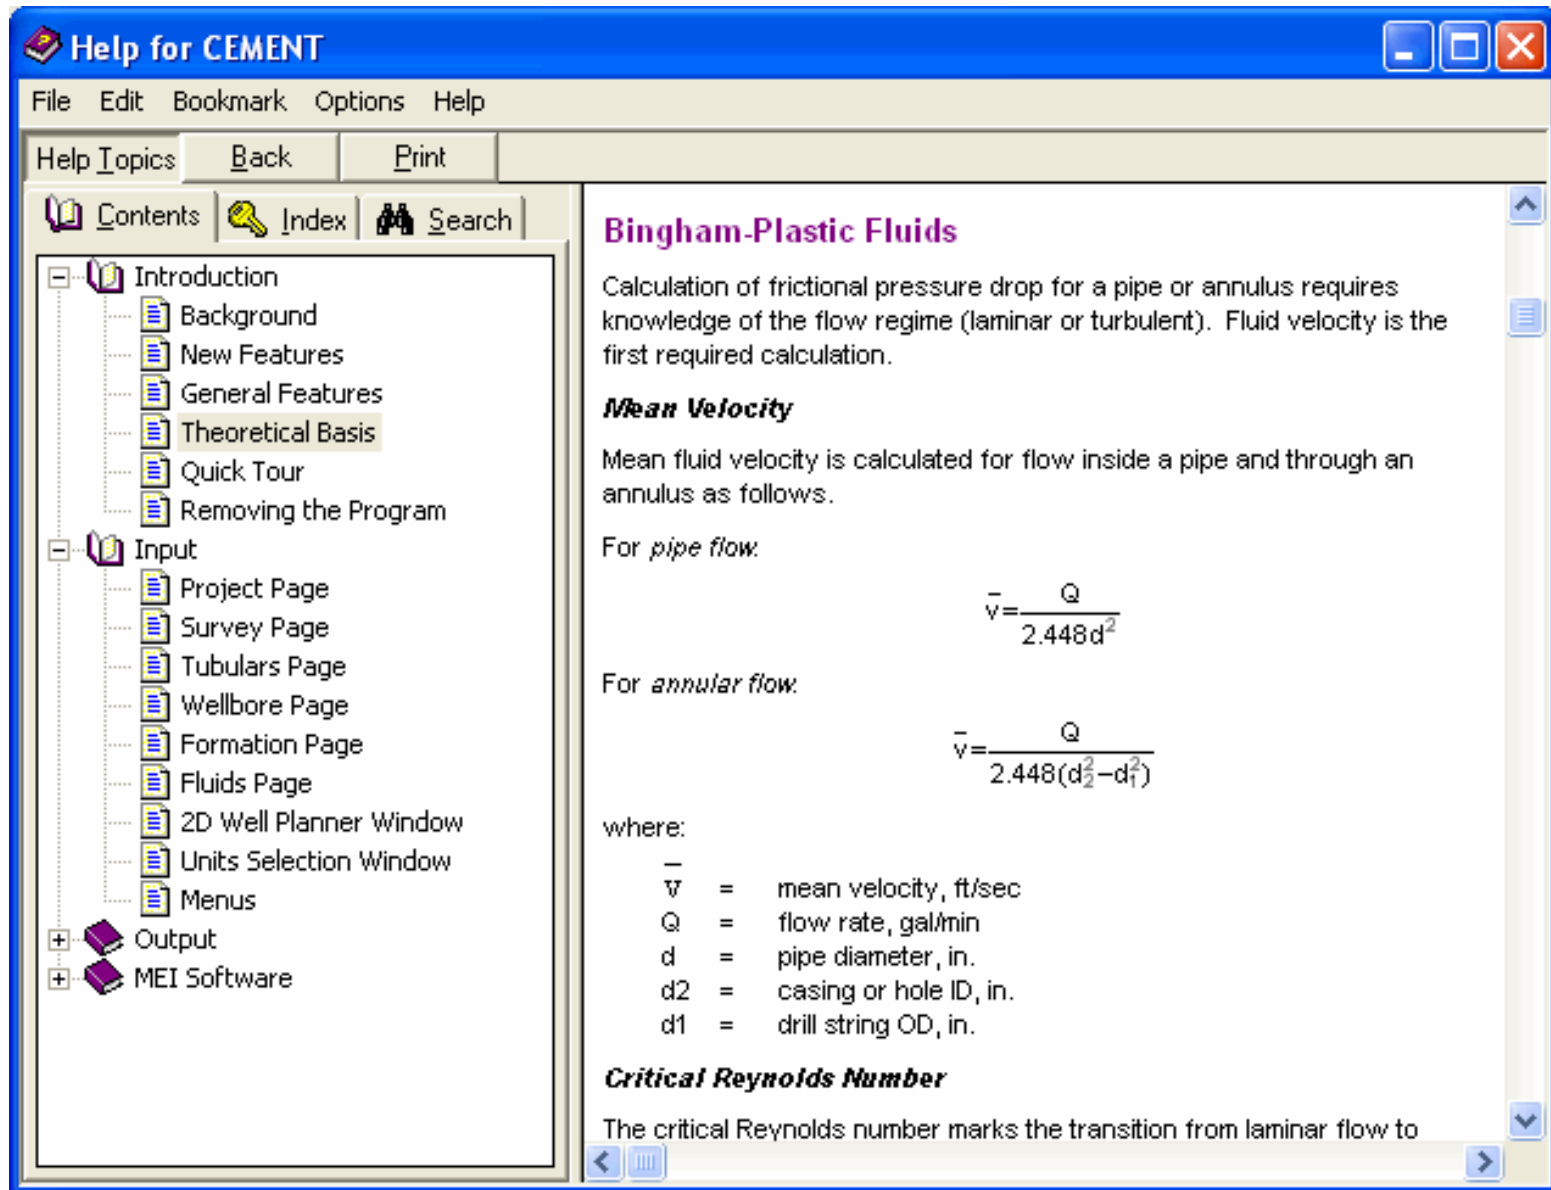 Help for CEMENT
File Edit Bookmark Options Help
Help Topics Back Print
Contents Index Search
Introduction
Background
New Features
General Features
Theoretical Basis
Quick Tour
Removing the Program
Input
Project Page
Survey Page
Tubulars Page
Wellbore Page
Formation Page
Fluids Page
2D Well Planner Window
Units Selection Window
Menus
Output
MEI Software
Bingham-Plastic Fluids
Calculation of frictional pressure drop for a pipe or annulus requires
knowledge of the flow regime (laminar or turbulent). Fluid velocity is the
first required calculation.
Mean Velocity
Mean fluid velocity is calculated for flow inside a pipe and through an
annulus as follows.
For pipe flow:
v̄=Q/2.448d²
For annular flow:
v̄=Q/2.448(d₂²−d₁²)
where:
v̄ = mean velocity, ft/sec
Q = flow rate, gal/min
d = pipe diameter, in.
d2 = casing or hole ID, in.
d1 = drill string OD, in.
Critical Reynolds Number
The critical Reynolds number marks the transition from laminar flow to